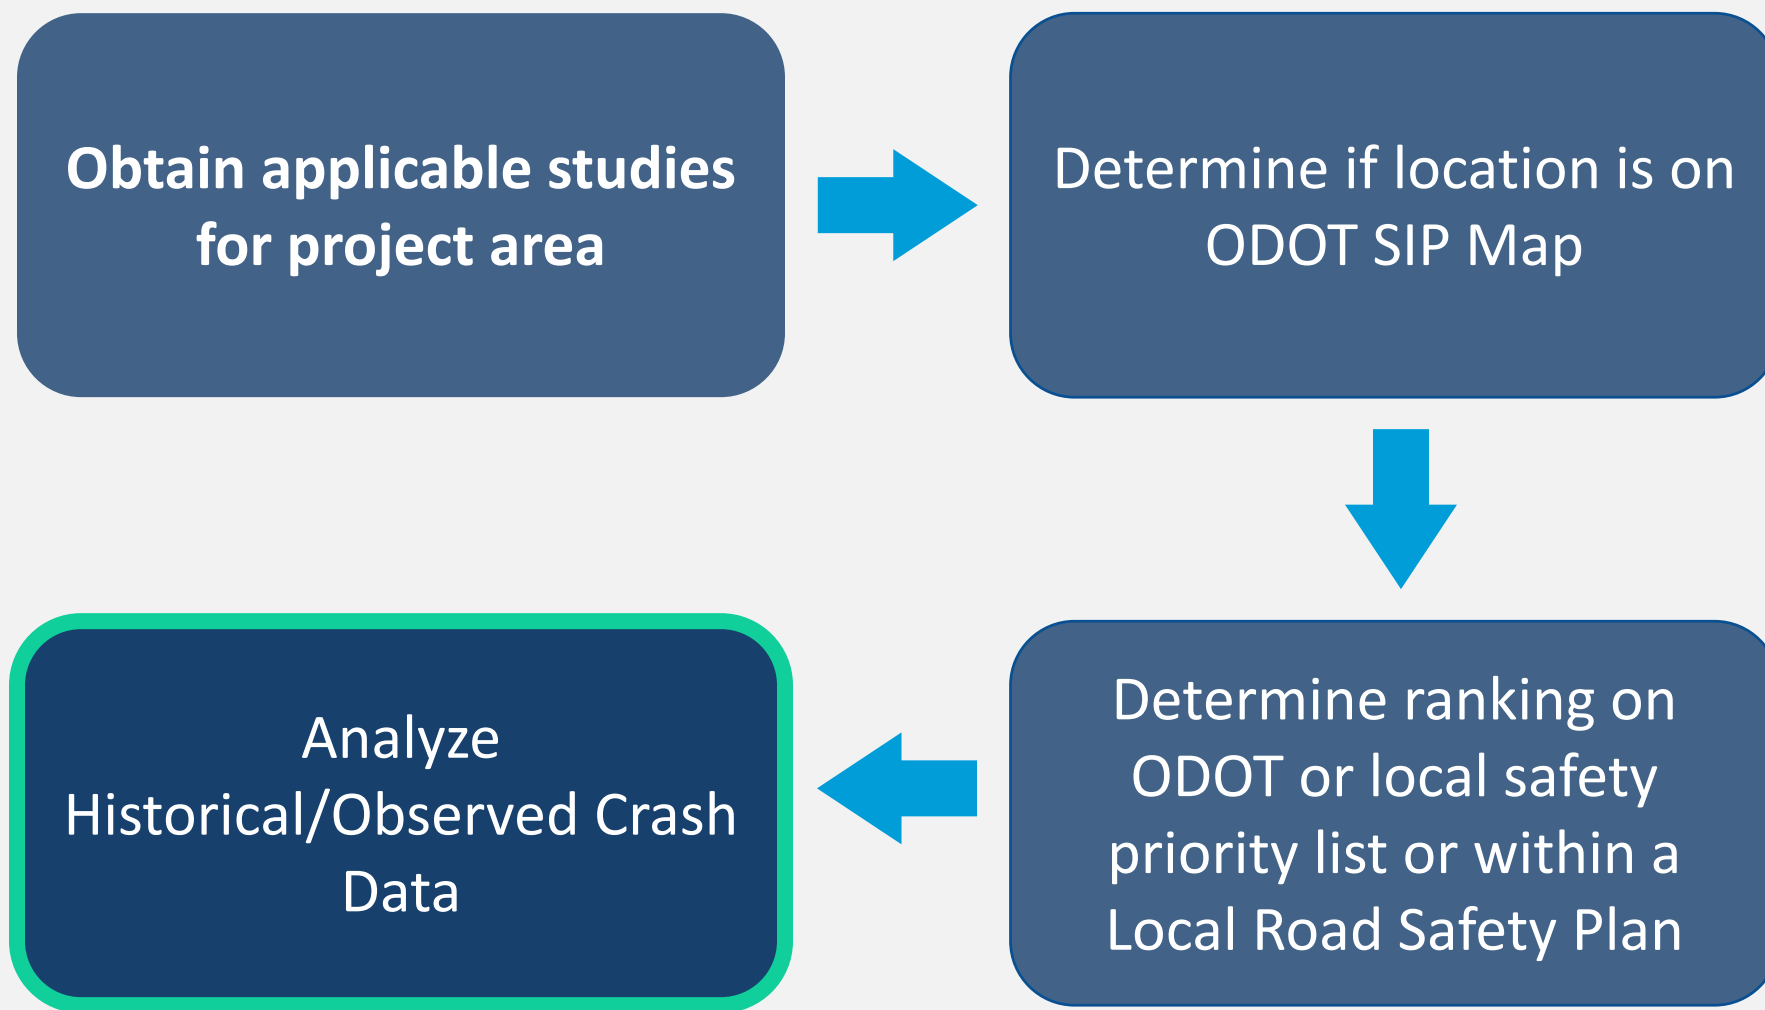 Obtain applicable studies
for project area
Determine if location is on
ODOT SIP Map
Determine ranking on
ODOT or local safety
priority list or within a
Local Road Safety Plan
Analyze
Historical/Observed Crash
Data